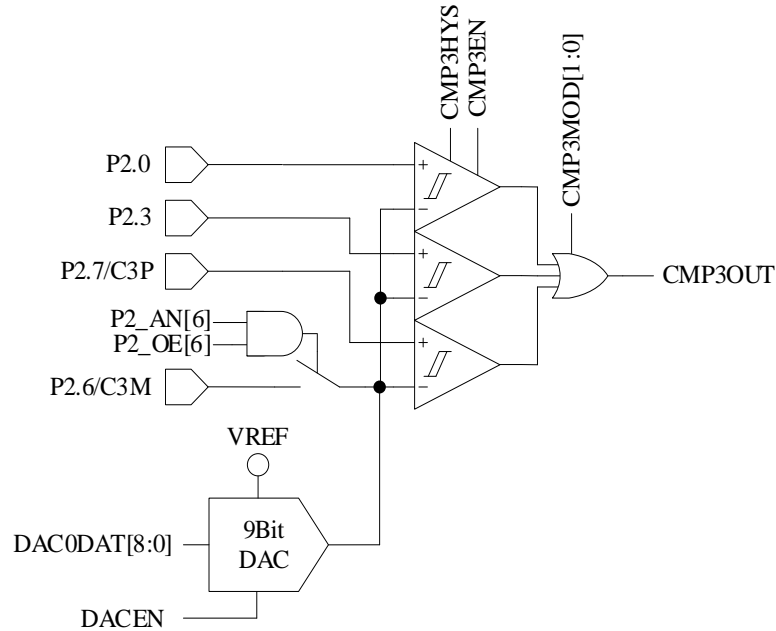 CMP3HYS
CMP3EN
CMP3MOD[1:0]
P2.0
+
−
P2.3
+
−
P2.7/C3P
+
−
CMP3OUT
P2_AN[6]
P2_OE[6]
P2.6/C3M
VREF
DAC0DAT[8:0]
9Bit
DAC
DACEN